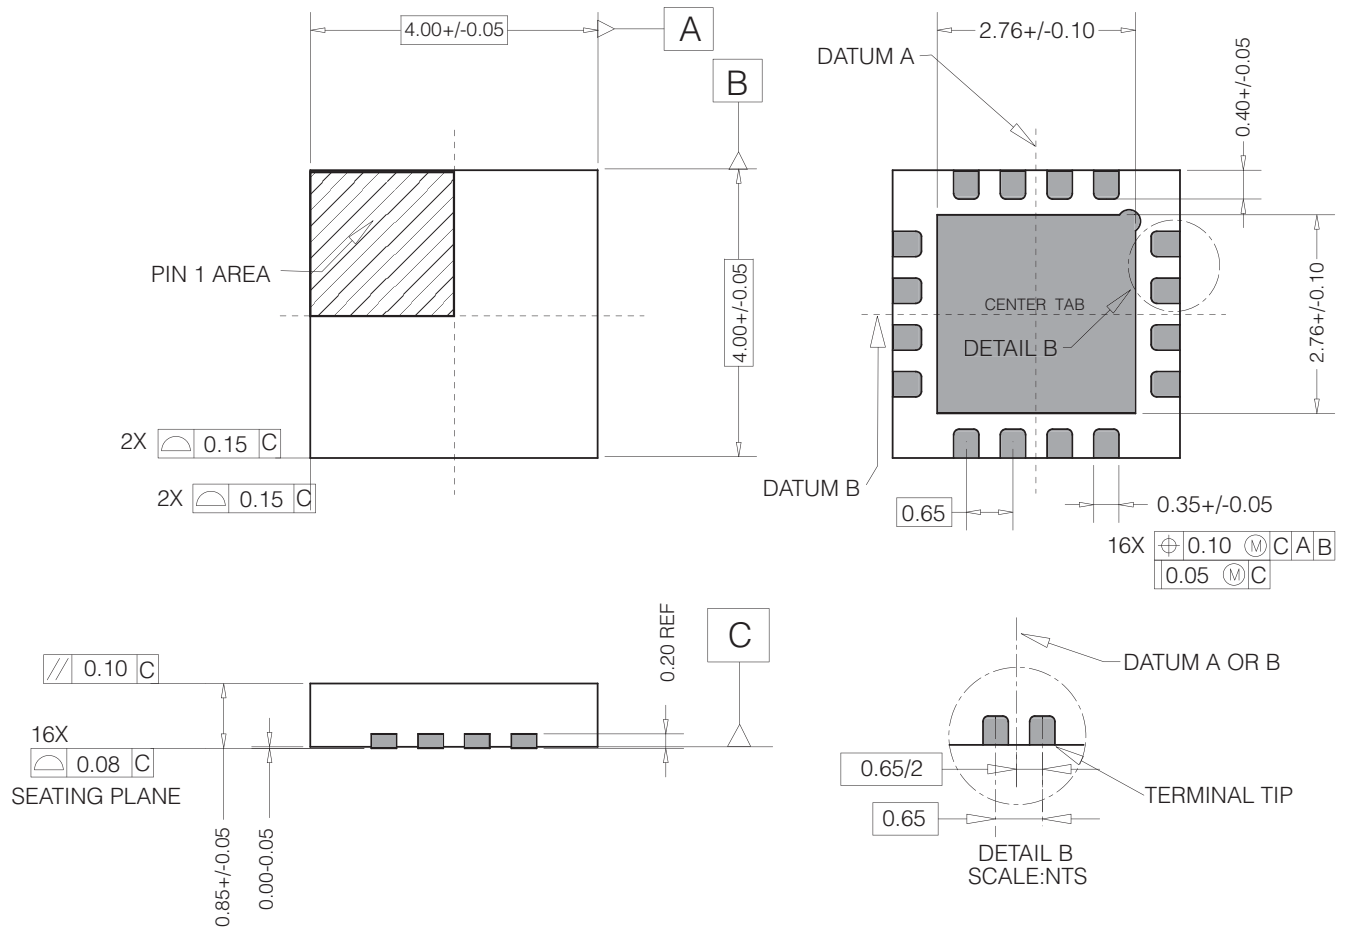 4.00+/-0.05
A
B
PIN 1 AREA
4.00+/-0.05
2X ⌓ 0.15 C
2X ⌓ 0.15 C
2.76+/-0.10
DATUM A
0.40+/-0.05
CENTER TAB
DETAIL B
2.76+/-0.10
DATUM B
0.65
0.35+/-0.05
16X ⌖ 0.10 Ⓜ C A B
0.05 Ⓜ C
// 0.10 C
16X
⌓ 0.08 C
SEATING PLANE
0.85+/-0.05
0.00-0.05
0.20 REF
C
DATUM A OR B
0.65/2
TERMINAL TIP
0.65
DETAIL B
SCALE:NTS